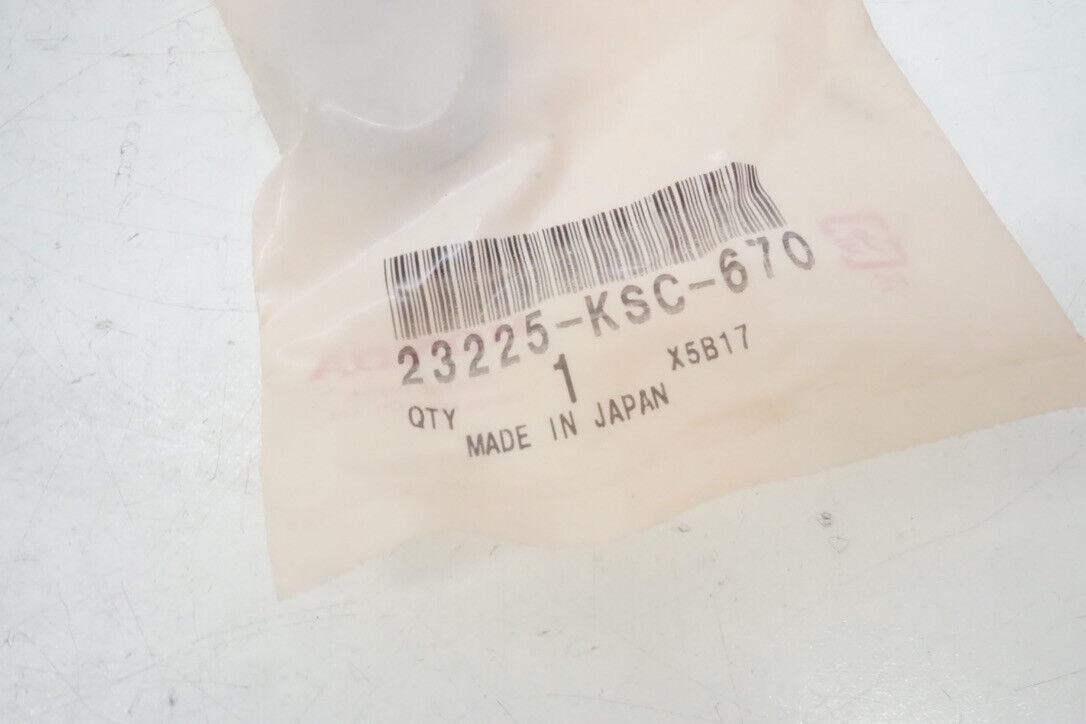 23225-KSC-670
QTY 1 X5B17
MADE IN JAPAN